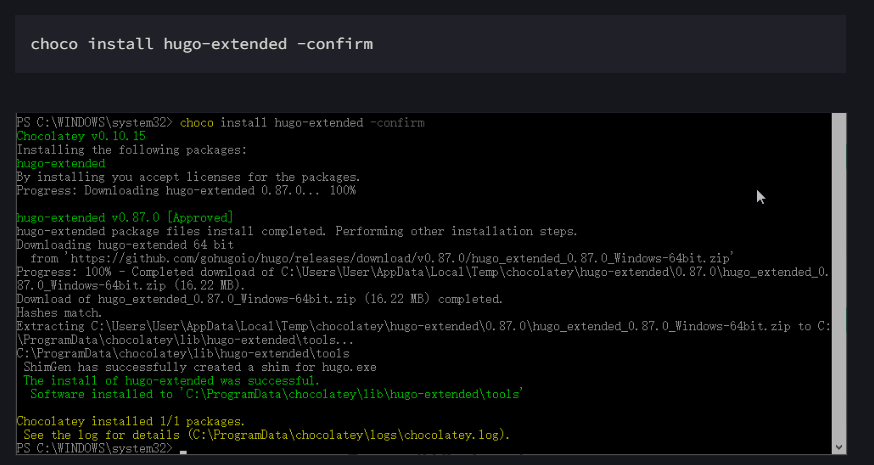 choco install hugo-extended -confirm
PS C:\WINDOWS\system32> choco install hugo-extended -confirm
Chocolatey v0.10.15
Installing the following packages:
hugo-extended
By installing you accept licenses for the packages.
Progress: Downloading hugo-extended 0.87.0... 100%
hugo-extended v0.87.0 [Approved]
hugo-extended package files install completed. Performing other installation steps.
Downloading hugo-extended 64 bit
from 'https://github.com/gohugoio/hugo/releases/download/v0.87.0/hugo_extended_0.87.0_Windows-64bit.zip'
Progress: 100% - Completed download of C:\Users\User\AppData\Local\Temp\chocolatey\hugo-extended\0.87.0\hugo_extended_0.
87.0_Windows-64bit.zip (16.22 MB).
Download of hugo_extended_0.87.0_Windows-64bit.zip (16.22 MB) completed.
Hashes match.
Extracting C:\Users\User\AppData\Local\Temp\chocolatey\hugo-extended\0.87.0\hugo_extended_0.87.0_Windows-64bit.zip to C:
\ProgramData\chocolatey\lib\hugo-extended\tools...
C:\ProgramData\chocolatey\lib\hugo-extended\tools
ShimGen has successfully created a shim for hugo.exe
The install of hugo-extended was successful.
Software installed to 'C:\ProgramData\chocolatey\lib\hugo-extended\tools'
Chocolatey installed 1/1 packages.
See the log for details (C:\ProgramData\chocolatey\logs\chocolatey.log).
PS C:\WINDOWS\system32>